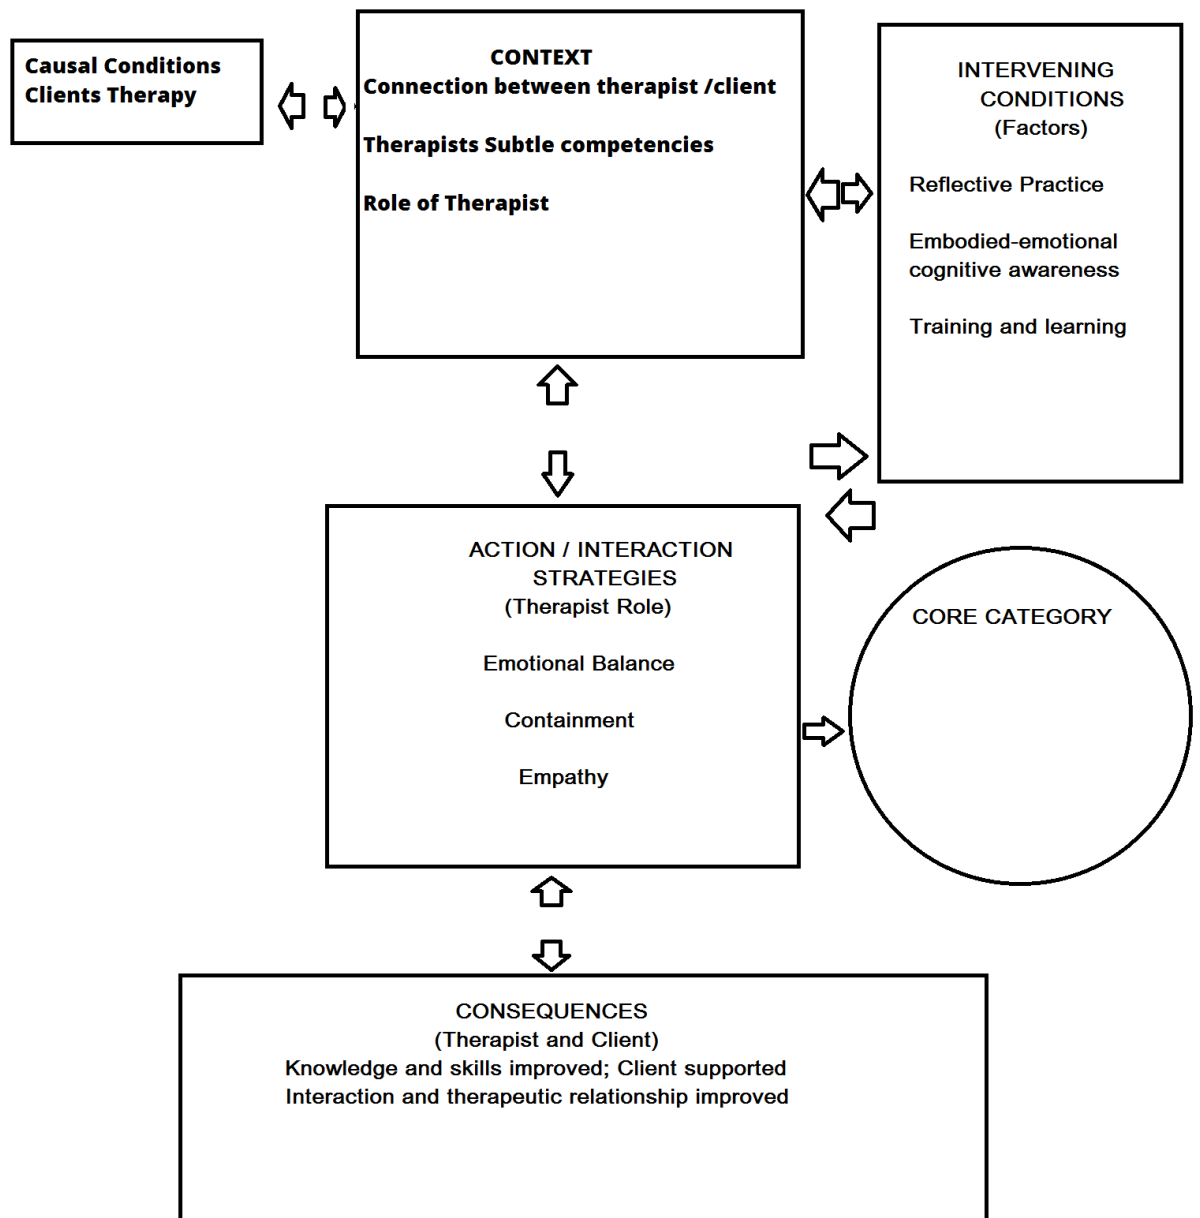 Causal Conditions
Clients Therapy
CONTEXT
Connection between therapist /client
Therapists Subtle competencies
Role of Therapist
INTERVENING
CONDITIONS
(Factors)
Reflective Practice
Embodied-emotional
cognitive awareness
Training and learning
ACTION / INTERACTION
STRATEGIES
(Therapist Role)
Emotional Balance
Containment
Empathy
CORE CATEGORY
CONSEQUENCES
(Therapist and Client)
Knowledge and skills improved; Client supported
Interaction and therapeutic relationship improved